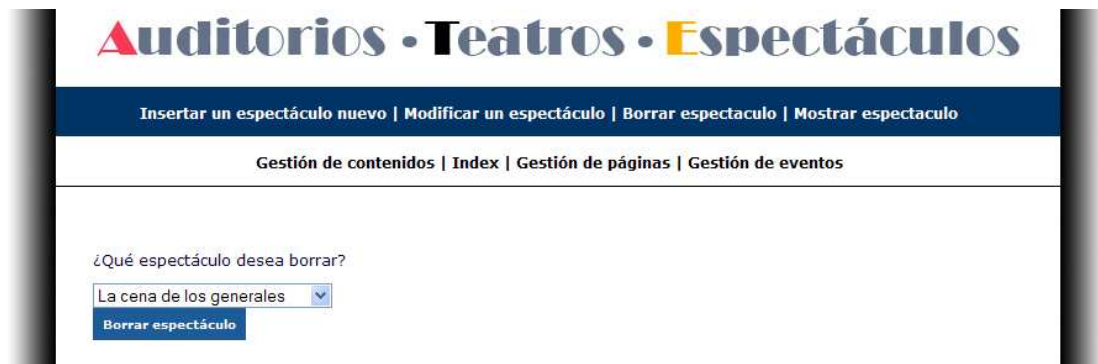 Auditorios • Teatros • Espectáculos
Insertar un espectáculo nuevo | Modificar un espectáculo | Borrar espectaculo | Mostrar espectaculo
Gestión de contenidos | Index | Gestión de páginas | Gestión de eventos
¿Qué espectáculo desea borrar?
La cena de los generales
Borrar espectáculo